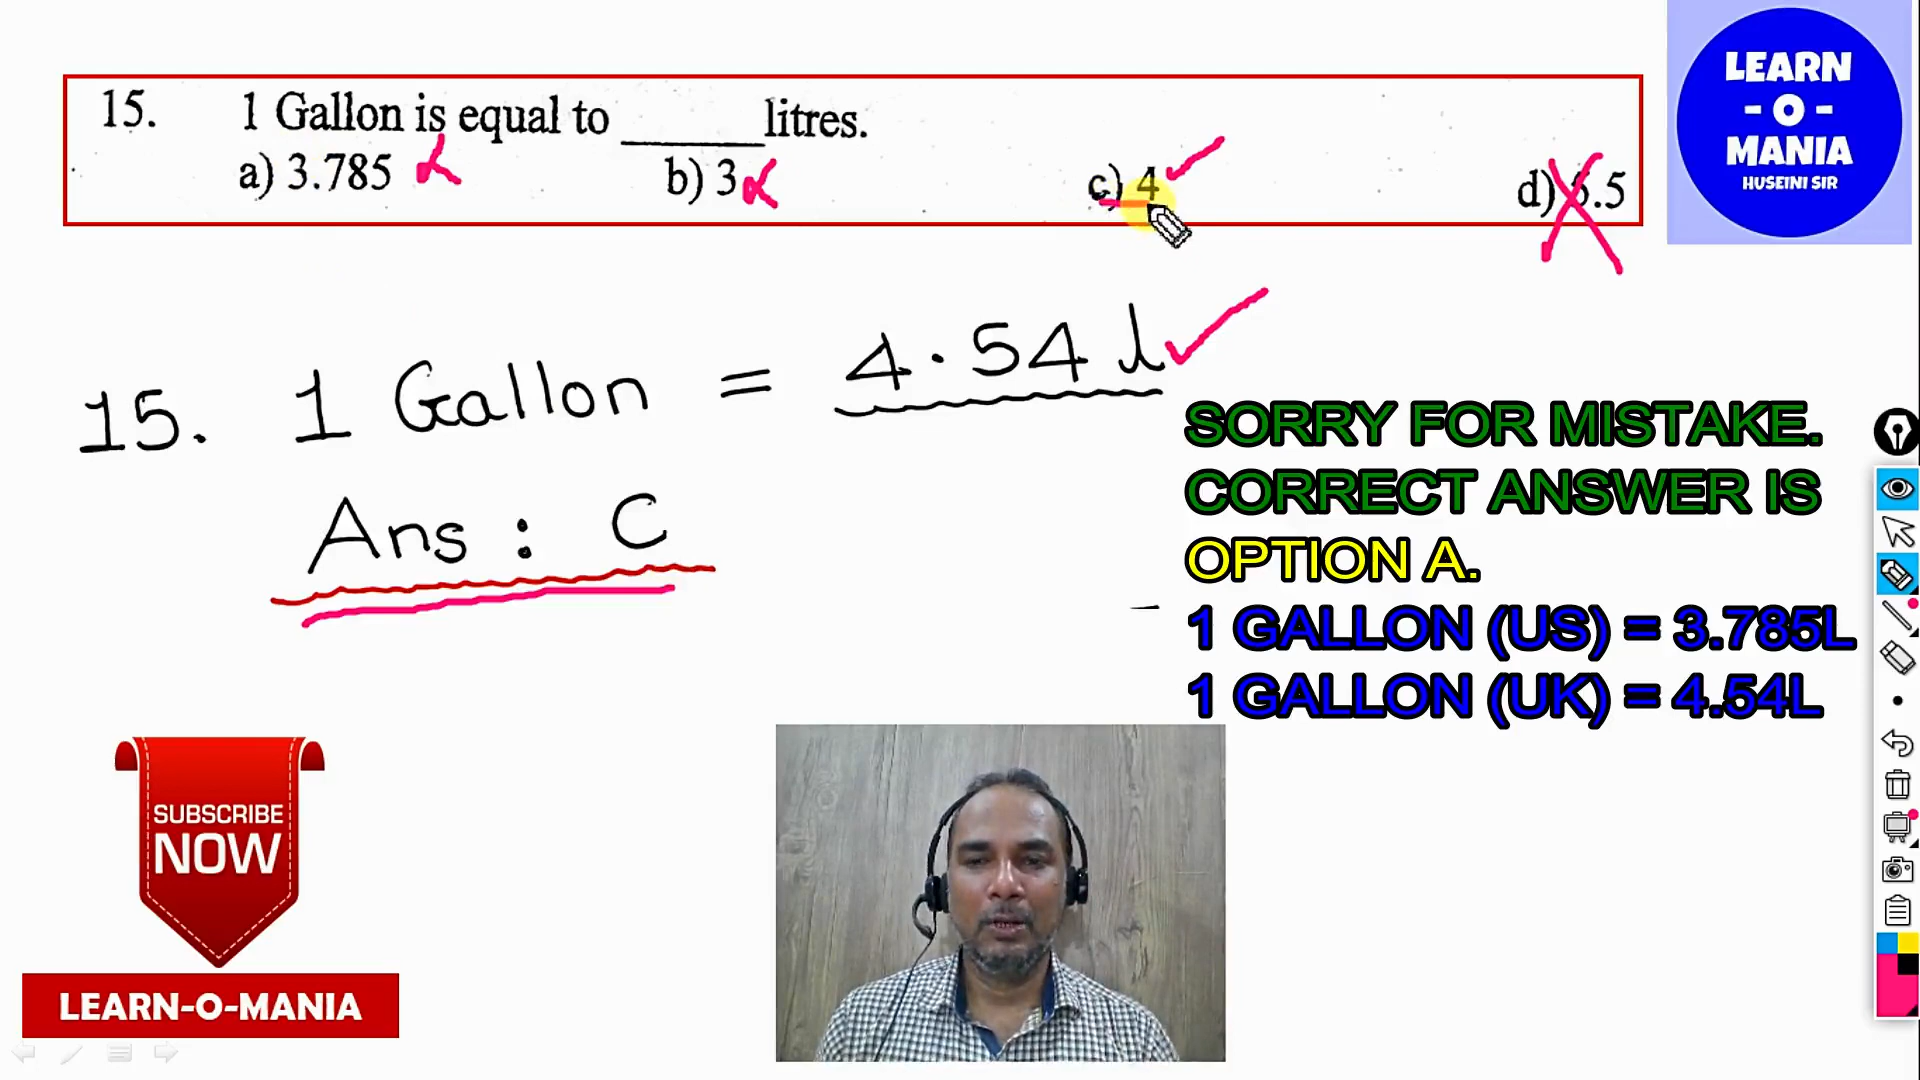 15. 1 Gallon is equal to ______ litres.
a) 3.785 b) 3 c) 4 d) .5
LEARN
- O -
MANIA
HUSEINI SIR
15. 1 Gallon = 4.54 l
Ans : C
SORRY FOR MISTAKE.
CORRECT ANSWER IS
OPTION A.
1 GALLON (US) = 3.785L
1 GALLON (UK) = 4.54L
SUBSCRIBE
NOW
LEARN-O-MANIA